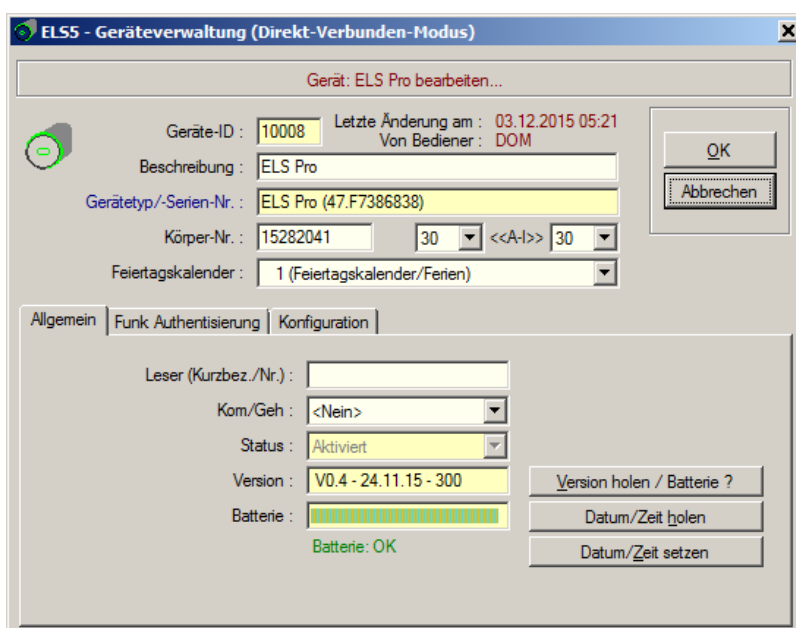 ELS5 - Geräteverwaltung (Direkt-Verbunden-Modus)
Gerät: ELS Pro bearbeiten...
Geräte-ID : 10008 Letzte Änderung am : 03.12.2015 05:21
Von Bediener : DOM
OK
Beschreibung : ELS Pro
Abbrechen
Gerätetyp/-Serien-Nr. : ELS Pro (47.F7386838)
Körper-Nr. : 15282041 30 <<A-I>> 30
Feiertagskalender : 1 (Feiertagskalender/Ferien)
Allgemein Funk Authentisierung Konfiguration
Leser (Kurzbez./Nr.) :
Kom/Geh : <Nein>
Status : Aktiviert
Version : V0.4 - 24.11.15 - 300 Version holen / Batterie ?
Batterie : Datum/Zeit holen
Batterie: OK Datum/Zeit setzen